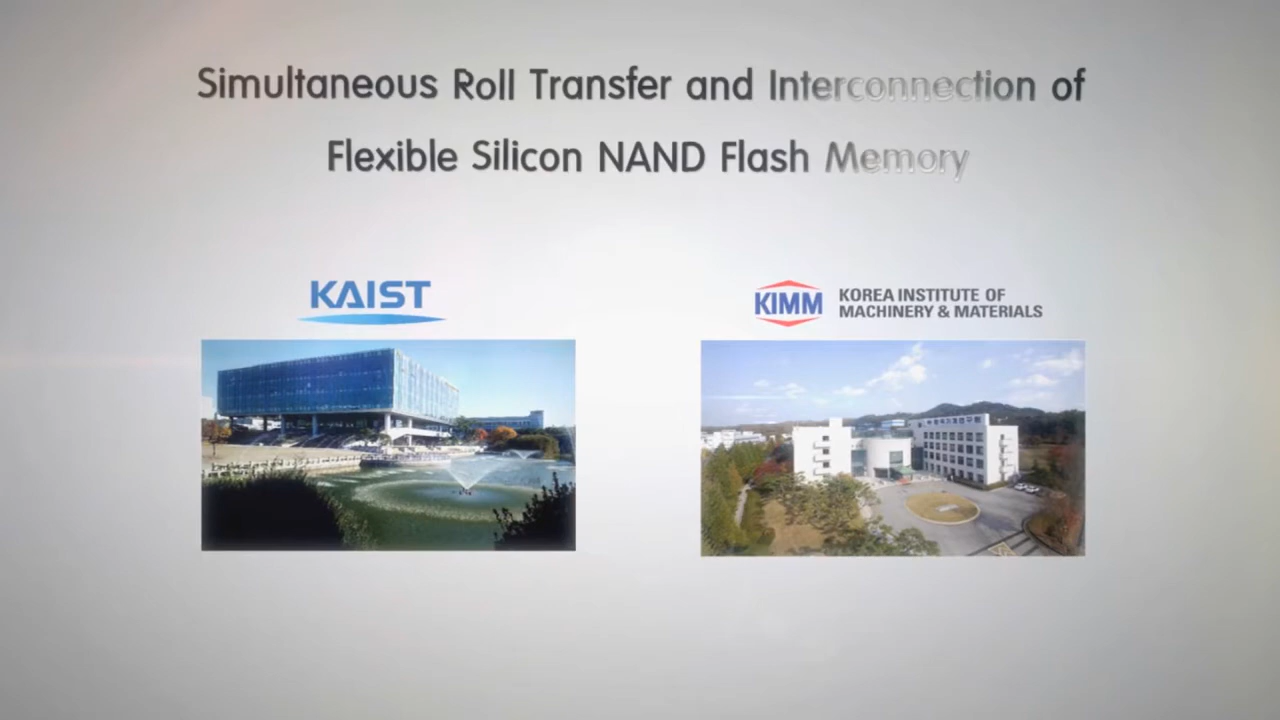 Simultaneous Roll Transfer and Interconnection of
Flexible Silicon NAND Flash Memory
KAIST
KIMM
KOREA INSTITUTE OF
MACHINERY & MATERIALS